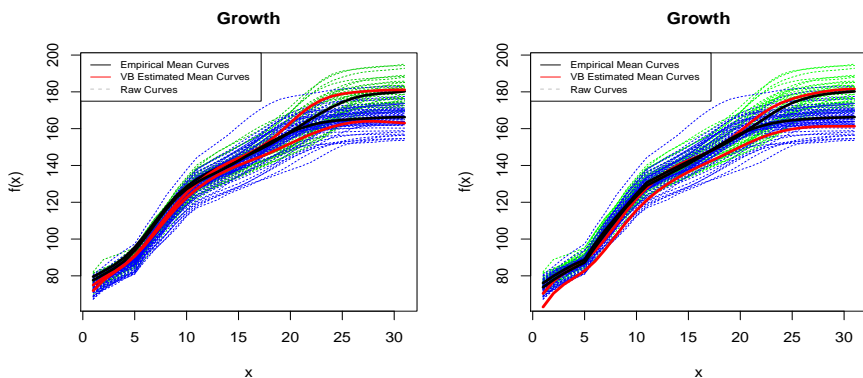 Growth
200
180
160
140
120
100
80
f(x)
Empirical Mean Curves
VB Estimated Mean Curves
Raw Curves
0 5 10 15 20 25 30
x
Growth
200
180
160
140
120
100
80
f(x)
Empirical Mean Curves
VB Estimated Mean Curves
Raw Curves
0 5 10 15 20 25 30
x